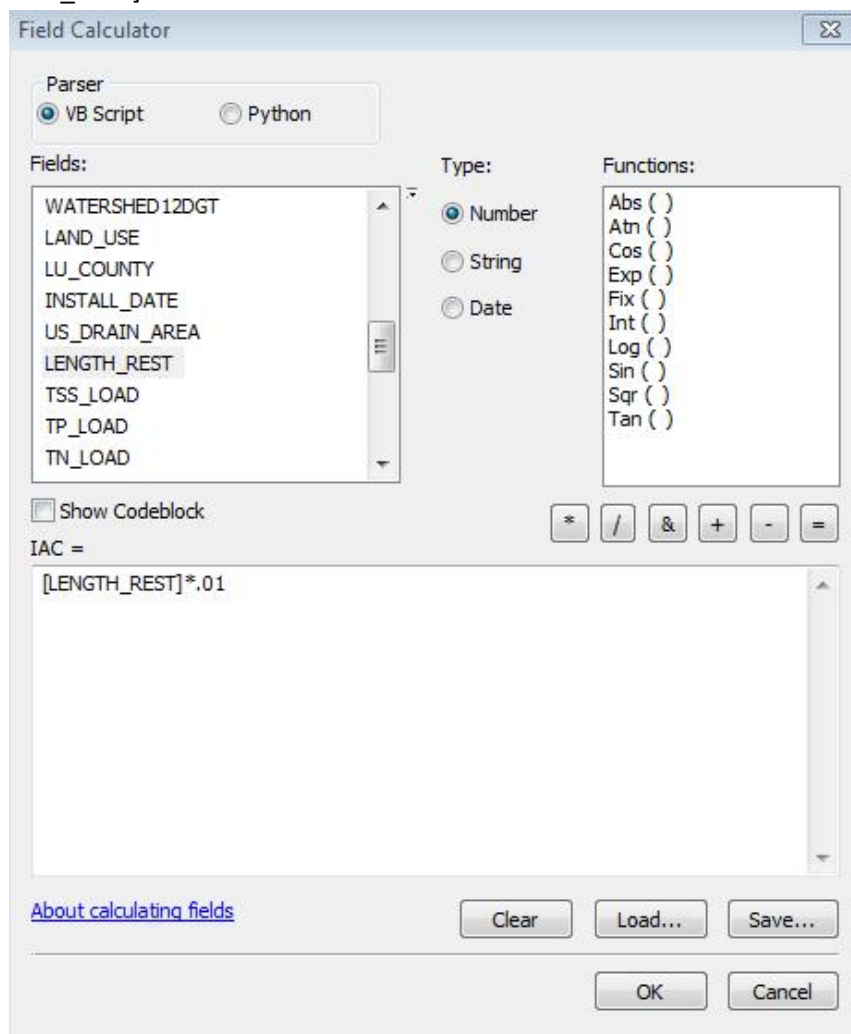 Field Calculator
Parser
VB Script
Python
Fields:
WATERSHED12DGT
LAND_USE
LU_COUNTY
INSTALL_DATE
US_DRAIN_AREA
LENGTH_REST
TSS_LOAD
TP_LOAD
TN_LOAD
Type:
Number
String
Date
Functions:
Abs ( )
Atn ( )
Cos ( )
Exp ( )
Fix ( )
Int ( )
Log ( )
Sin ( )
Sqr ( )
Tan ( )
Show Codeblock
* / & + - =
IAC =
[LENGTH_REST]*.01
About calculating fields
Clear
Load...
Save...
OK
Cancel